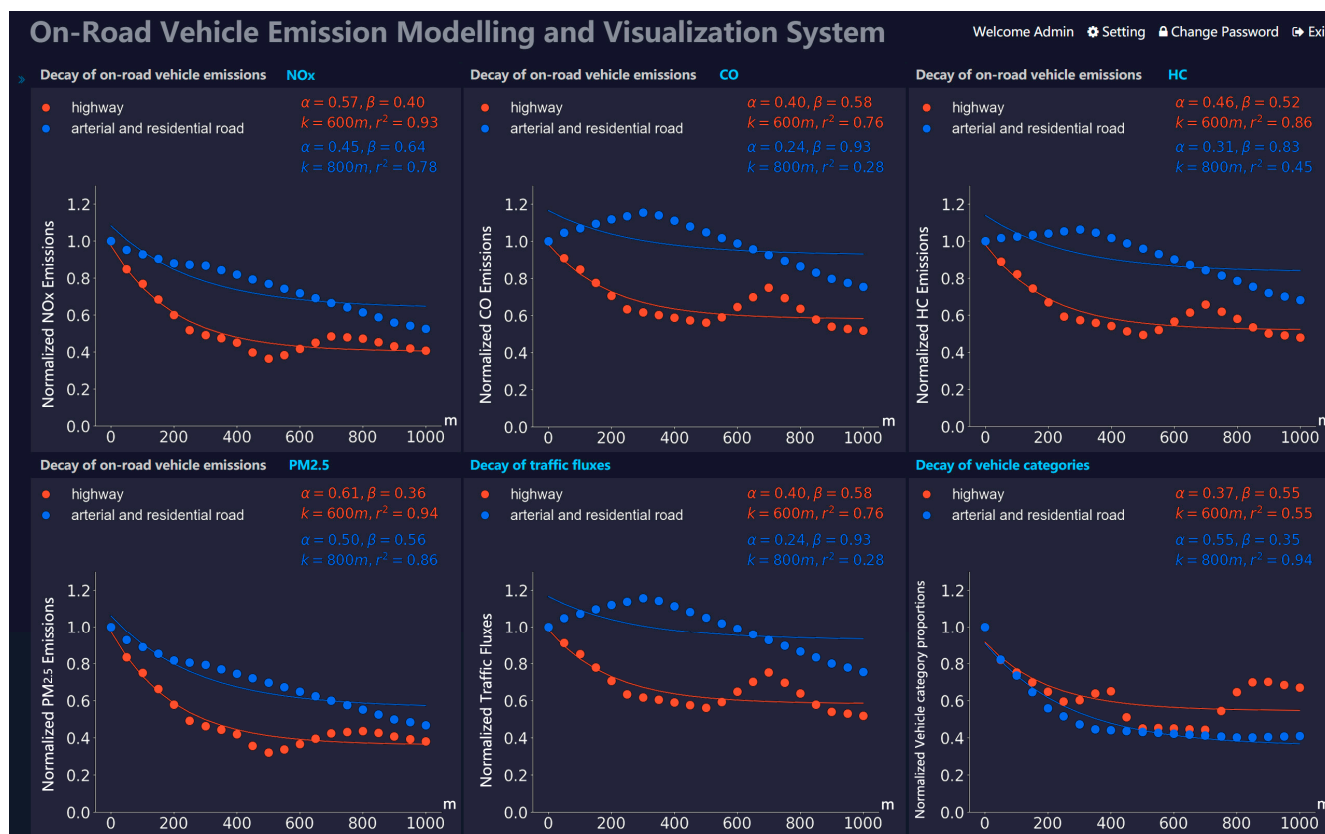 On-Road Vehicle Emission Modelling and Visualization System
Welcome Admin Setting Change Password Exi
Decay of on-road vehicle emissions NOx
highway
arterial and residential road
α = 0.57, β = 0.40
k = 600m, r² = 0.93
α = 0.45, β = 0.64
k = 800m, r² = 0.78
Normalized NOx Emissions
1.2
1.0
0.8
0.6
0.4
0.2
0.0
0 200 400 600 800 1000
m
Decay of on-road vehicle emissions CO
highway
arterial and residential road
α = 0.40, β = 0.58
k = 600m, r² = 0.76
α = 0.24, β = 0.93
k = 800m, r² = 0.28
Normalized CO Emissions
1.2
1.0
0.8
0.6
0.4
0.2
0.0
0 200 400 600 800 1000
m
Decay of on-road vehicle emissions HC
highway
arterial and residential road
α = 0.46, β = 0.52
k = 600m, r² = 0.86
α = 0.31, β = 0.83
k = 800m, r² = 0.45
Normalized HC Emissions
1.2
1.0
0.8
0.6
0.4
0.2
0.0
0 200 400 600 800 1000
m
Decay of on-road vehicle emissions PM2.5
highway
arterial and residential road
α = 0.61, β = 0.36
k = 600m, r² = 0.94
α = 0.50, β = 0.56
k = 800m, r² = 0.86
Normalized PM2.5 Emissions
1.2
1.0
0.8
0.6
0.4
0.2
0.0
0 200 400 600 800 1000
m
Decay of traffic fluxes
highway
arterial and residential road
α = 0.40, β = 0.58
k = 600m, r² = 0.76
α = 0.24, β = 0.93
k = 800m, r² = 0.28
Normalized Traffic Fluxes
1.2
1.0
0.8
0.6
0.4
0.2
0.0
0 200 400 600 800 1000
m
Decay of vehicle categories
highway
arterial and residential road
α = 0.37, β = 0.55
k = 600m, r² = 0.55
α = 0.55, β = 0.35
k = 800m, r² = 0.94
Normalized Vehicle category proportions
1.2
1.0
0.8
0.6
0.4
0.2
0.0
0 200 400 600 800 1000
m